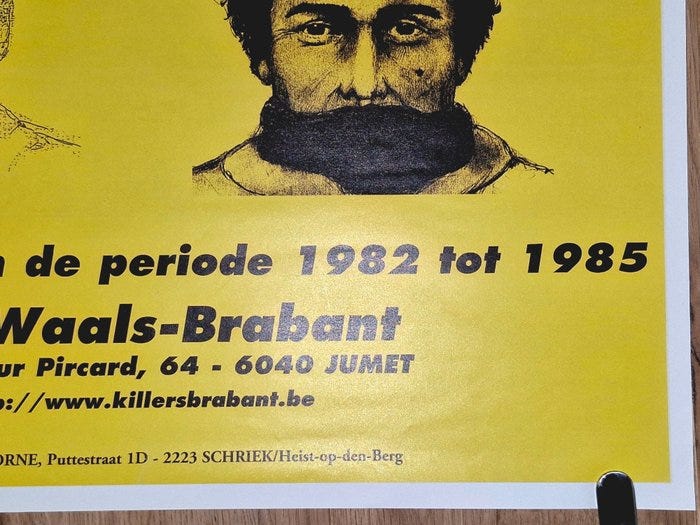 de periode 1982 tot 1985
Waals-Brabant
ur Pircard, 64 - 6040 JUMET
p://www.killersbrabant.be
ORNE, Puttestraat 1D - 2223 SCHRIEK/Heist-op-den-Berg